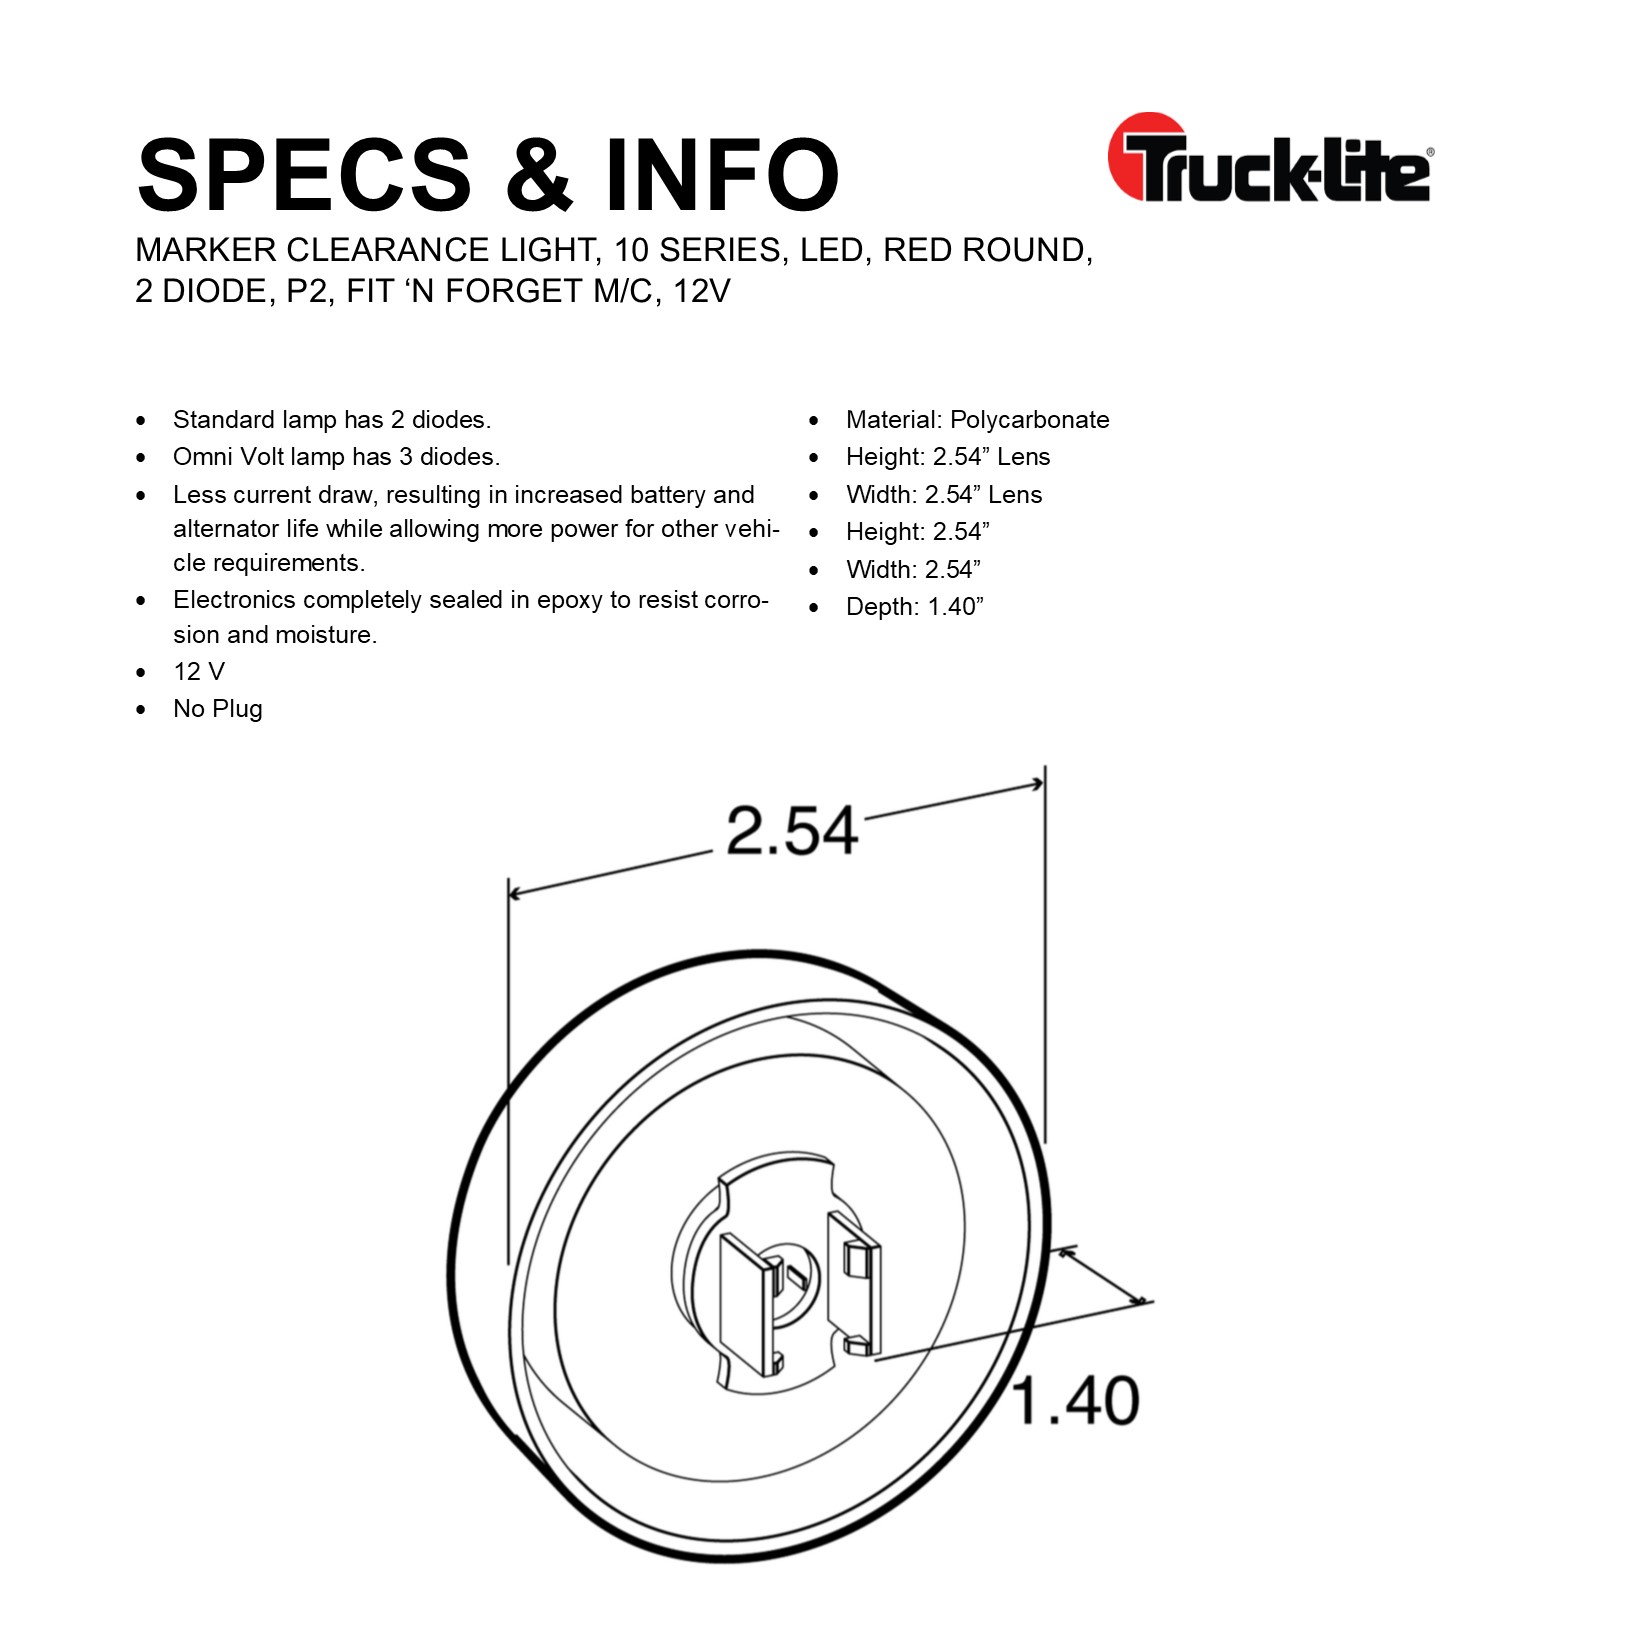 SPECS & INFO
Truck-Lite®
MARKER CLEARANCE LIGHT, 10 SERIES, LED, RED ROUND,
2 DIODE, P2, FIT ‘N FORGET M/C, 12V
• Standard lamp has 2 diodes.
• Omni Volt lamp has 3 diodes.
• Less current draw, resulting in increased battery and
alternator life while allowing more power for other vehi-
cle requirements.
• Electronics completely sealed in epoxy to resist corro-
sion and moisture.
• 12 V
• No Plug
• Material: Polycarbonate
• Height: 2.54” Lens
• Width: 2.54” Lens
• Height: 2.54”
• Width: 2.54”
• Depth: 1.40”
2.54
1.40